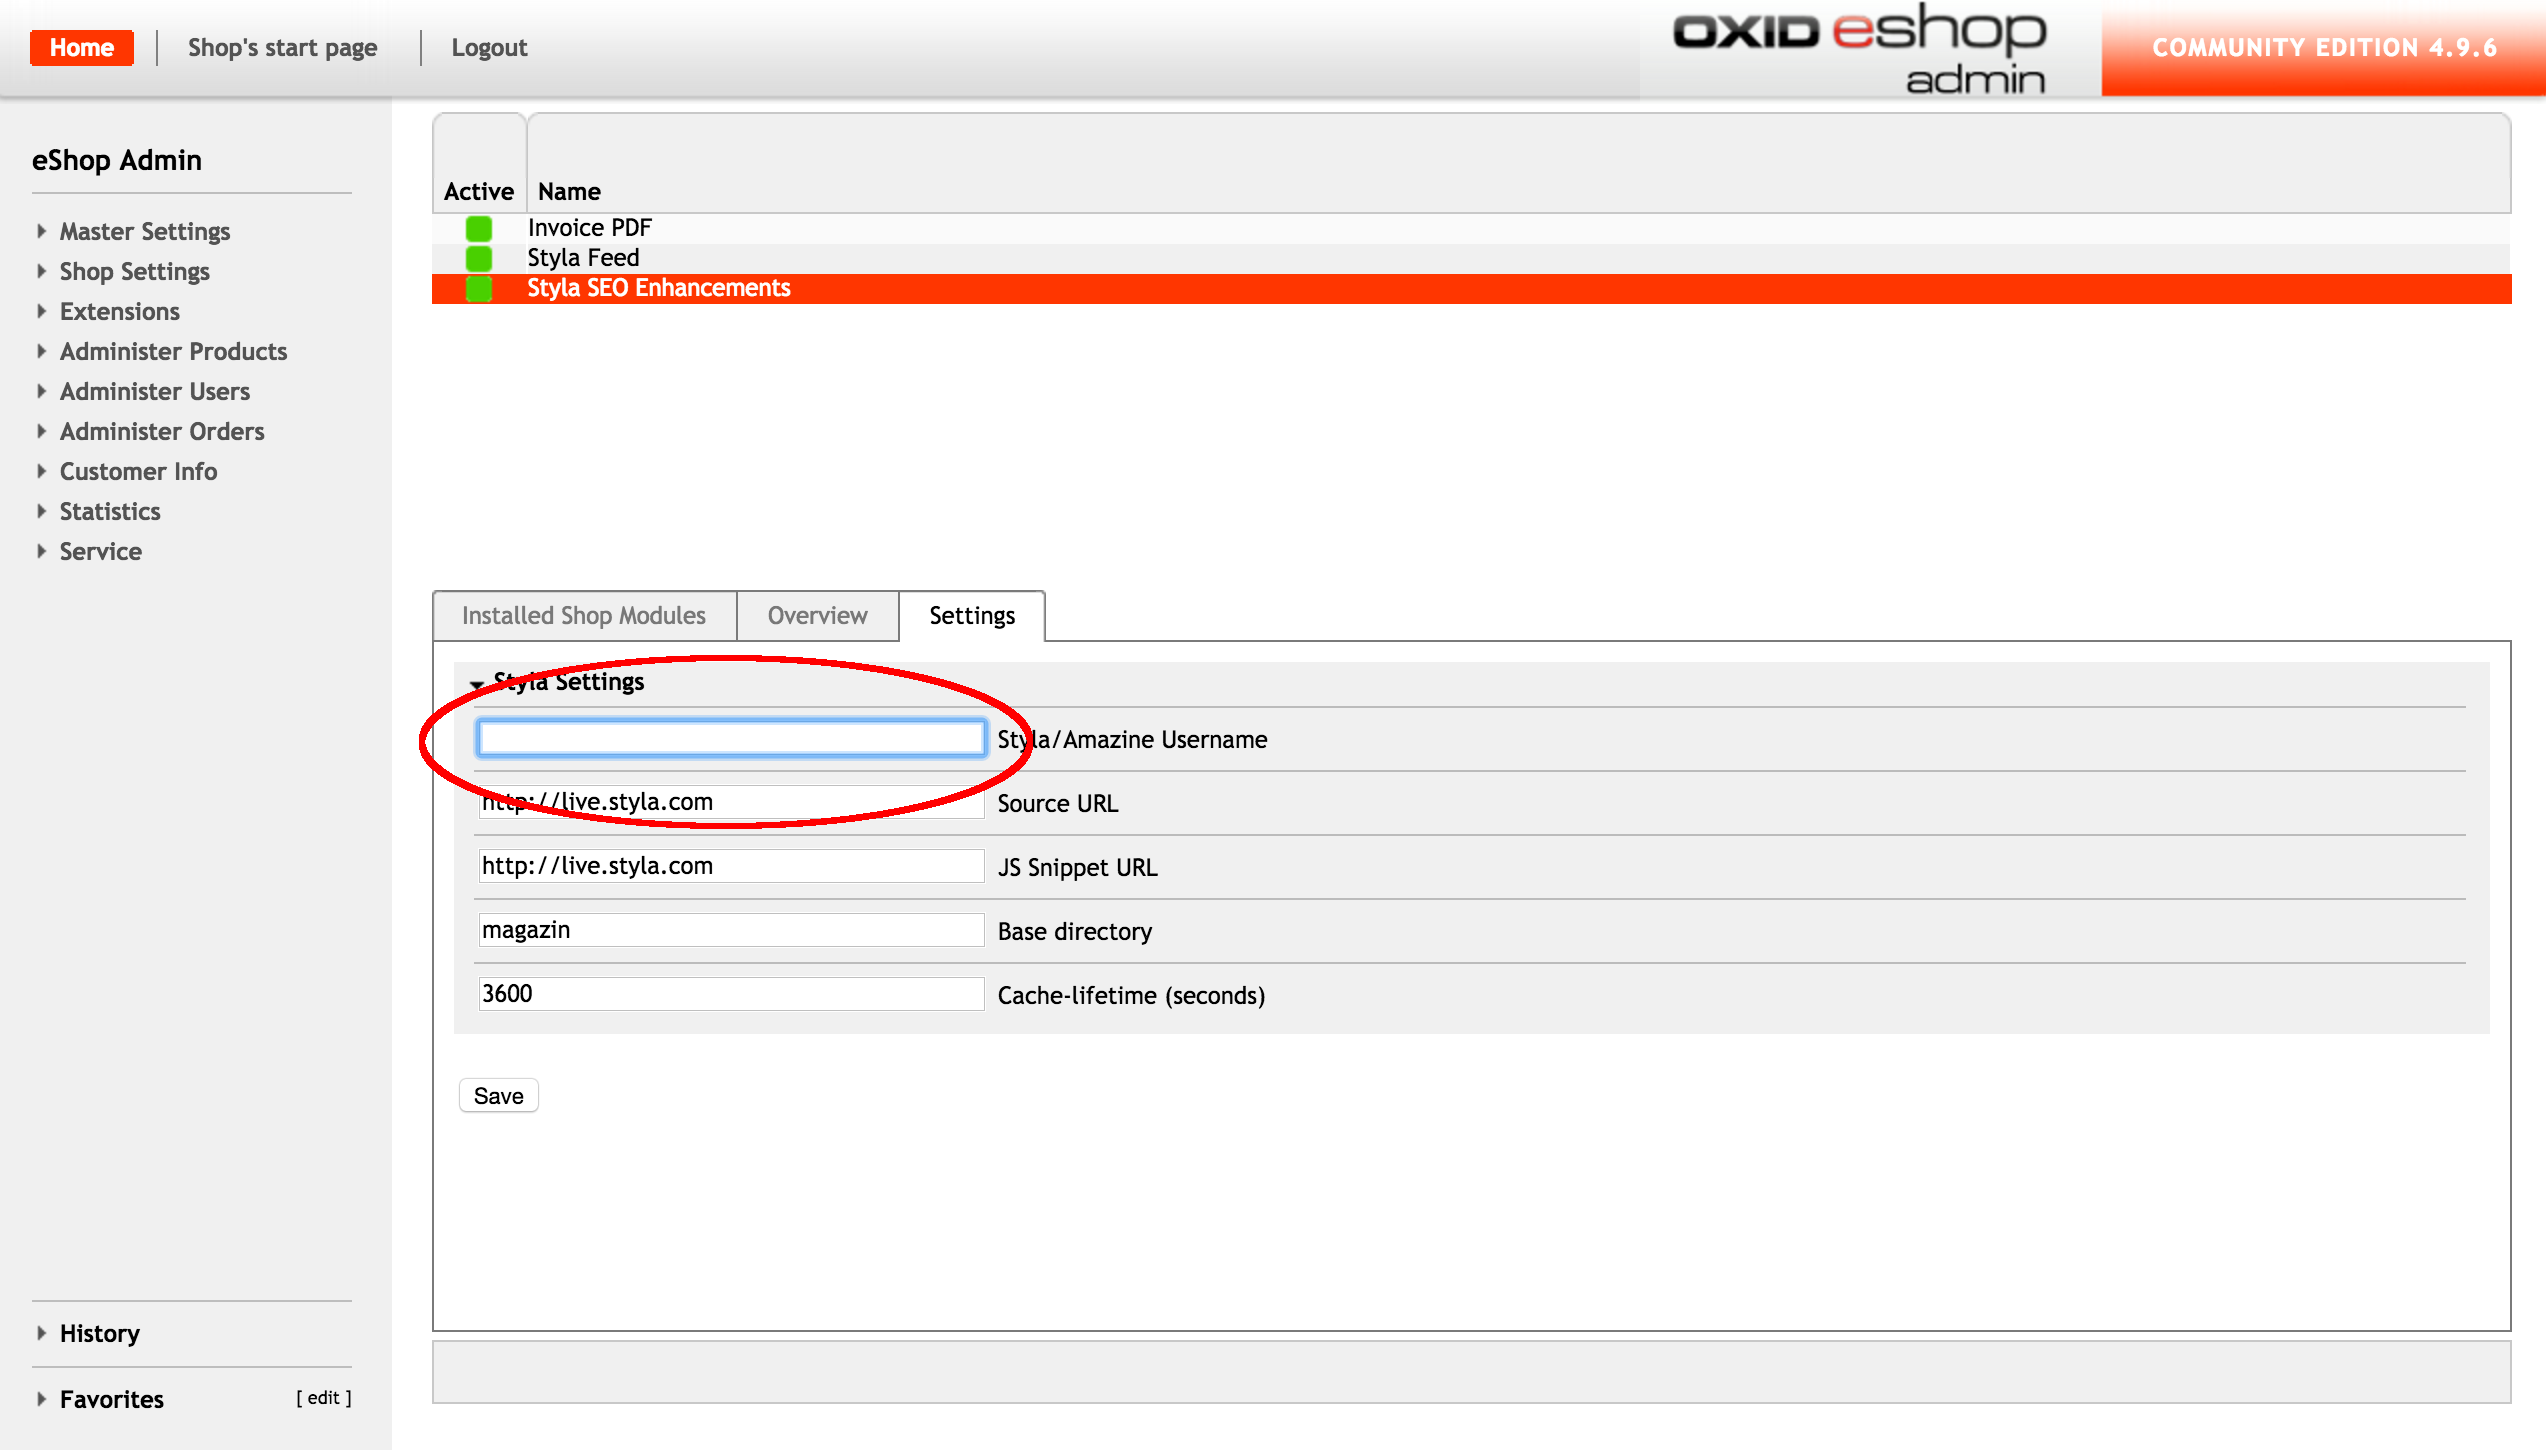 Home
Shop's start page
Logout
OXID eshop
admin
COMMUNITY EDITION 4.9.6
eShop Admin
Master Settings
Shop Settings
Extensions
Administer Products
Administer Users
Administer Orders
Customer Info
Statistics
Service
History
Favorites
[ edit ]
Active Name
Invoice PDF
Styla Feed
Styla SEO Enhancements
Installed Shop Modules
Overview
Settings
Styla Settings
Styla/Amazine Username
http://live.styla.com Source URL
http://live.styla.com JS Snippet URL
magazin Base directory
3600 Cache-lifetime (seconds)
Save